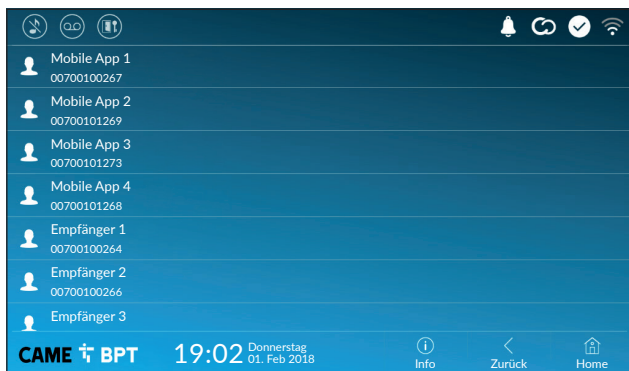 Mobile App 1
00700100267
Mobile App 2
00700101269
Mobile App 3
00700101273
Mobile App 4
00700101268
Empfänger 1
00700100264
Empfänger 2
00700100266
Empfänger 3
CAME BPT
19:02
Donnerstag
01. Feb 2018
Info
Zurück
Home